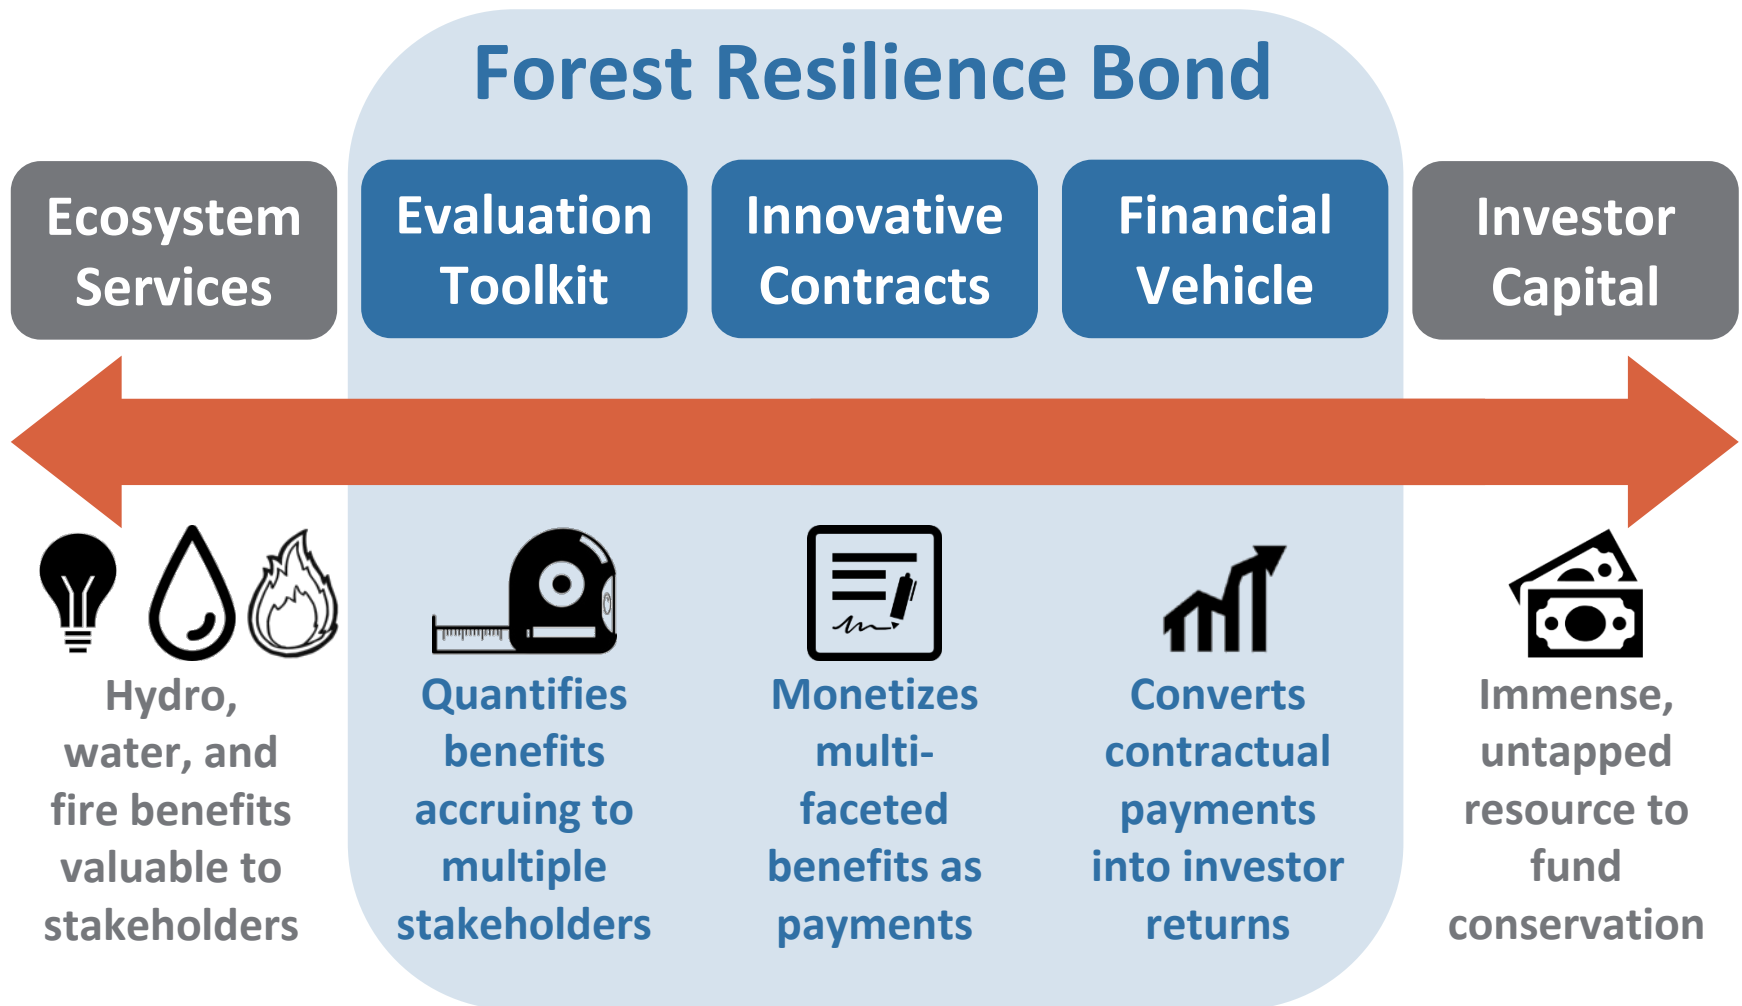 Forest Resilience Bond
Ecosystem
Services
Evaluation
Toolkit
Innovative
Contracts
Financial
Vehicle
Investor
Capital
Hydro,
water, and
fire benefits
valuable to
stakeholders
Quantifies
benefits
accruing to
multiple
stakeholders
Monetizes
multi-
faceted
benefits as
payments
Converts
contractual
payments
into investor
returns
Immense,
untapped
resource to
fund
conservation